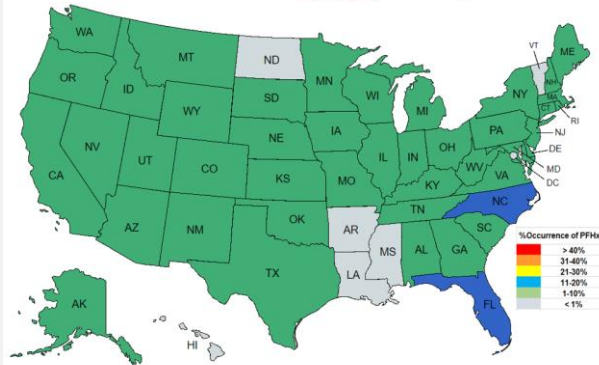 WA
MT
ND
MN
VT
ME
OR
ID
WY
SD
WI
MI
NY
NH
MA
CT
RI
NV
UT
CO
NE
IA
IL
IN
OH
PA
NJ
DE
MD
DC
CA
KS
MO
KY
WV
VA
AZ
NM
OK
AR
TN
NC
SC
TX
LA
MS
AL
GA
FL
AK
HI
%Occurrence of PFHx
> 40%
31-40%
21-30%
11-20%
1-10%
< 1%